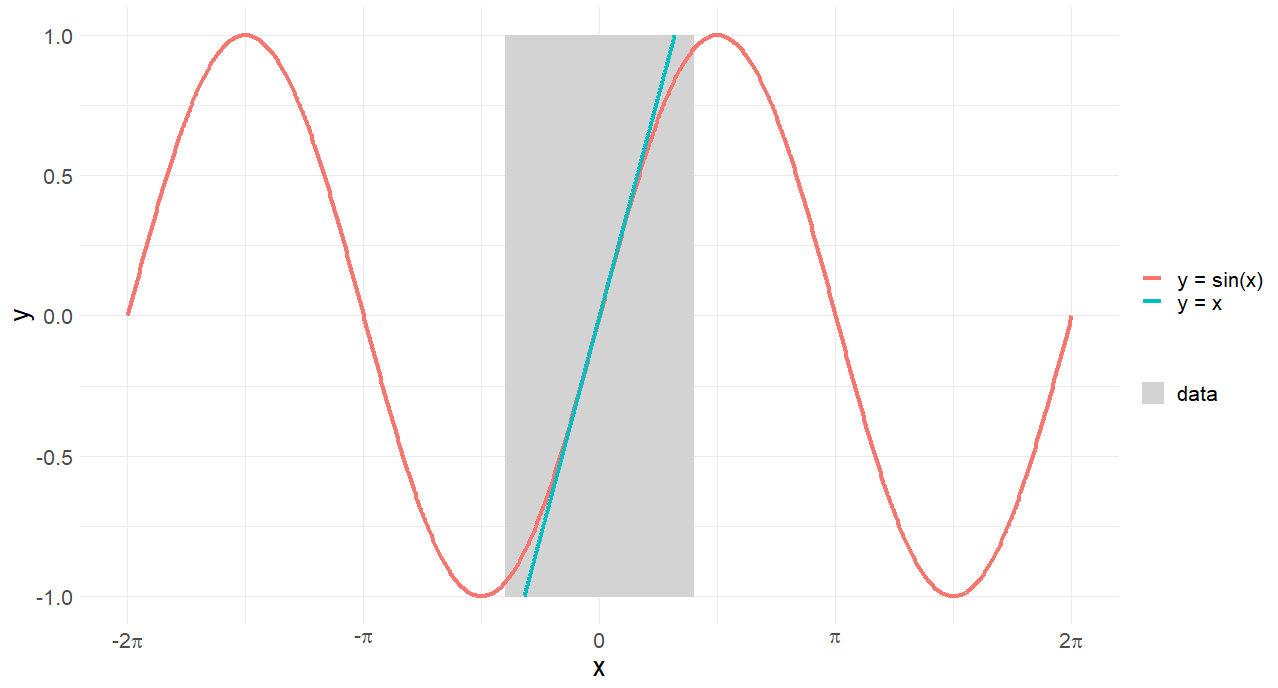 1.0
0.5
0.0
-0.5
-1.0
y
-2π
-π
0
π
2π
x
y = sin(x)
y = x
data